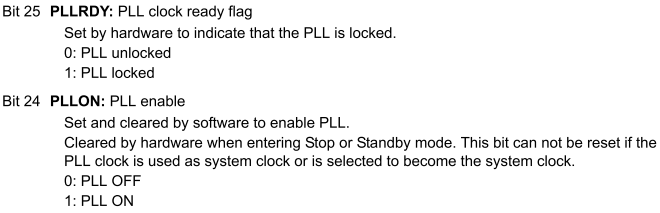 Bit 25 PLLRDY: PLL clock ready flag
Set by hardware to indicate that the PLL is locked.
0: PLL unlocked
1: PLL locked
Bit 24 PLLON: PLL enable
Set and cleared by software to enable PLL.
Cleared by hardware when entering Stop or Standby mode. This bit can not be reset if the
PLL clock is used as system clock or is selected to become the system clock.
0: PLL OFF
1: PLL ON